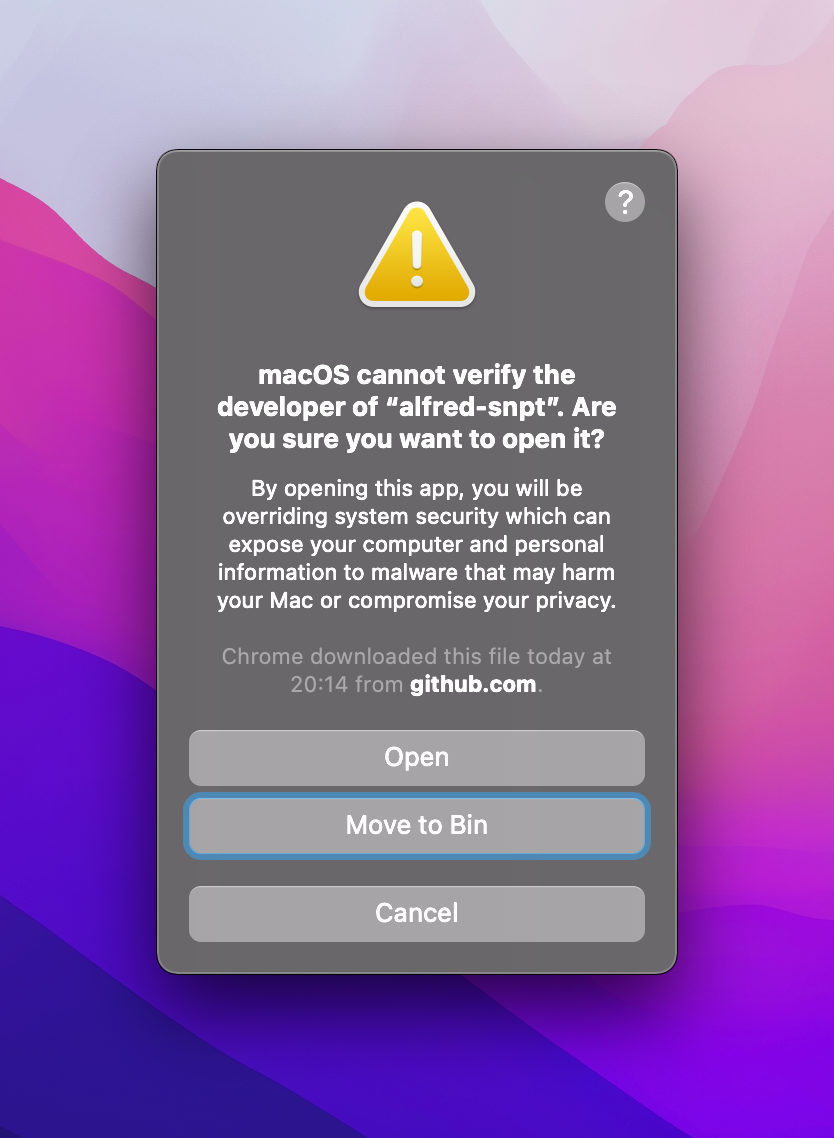 ?
macOS cannot verify the
developer of “alfred-snpt”. Are
you sure you want to open it?
By opening this app, you will be
overriding system security which can
expose your computer and personal
information to malware that may harm
your Mac or compromise your privacy.
Chrome downloaded this file today at
20:14 from github.com.
Open
Move to Bin
Cancel